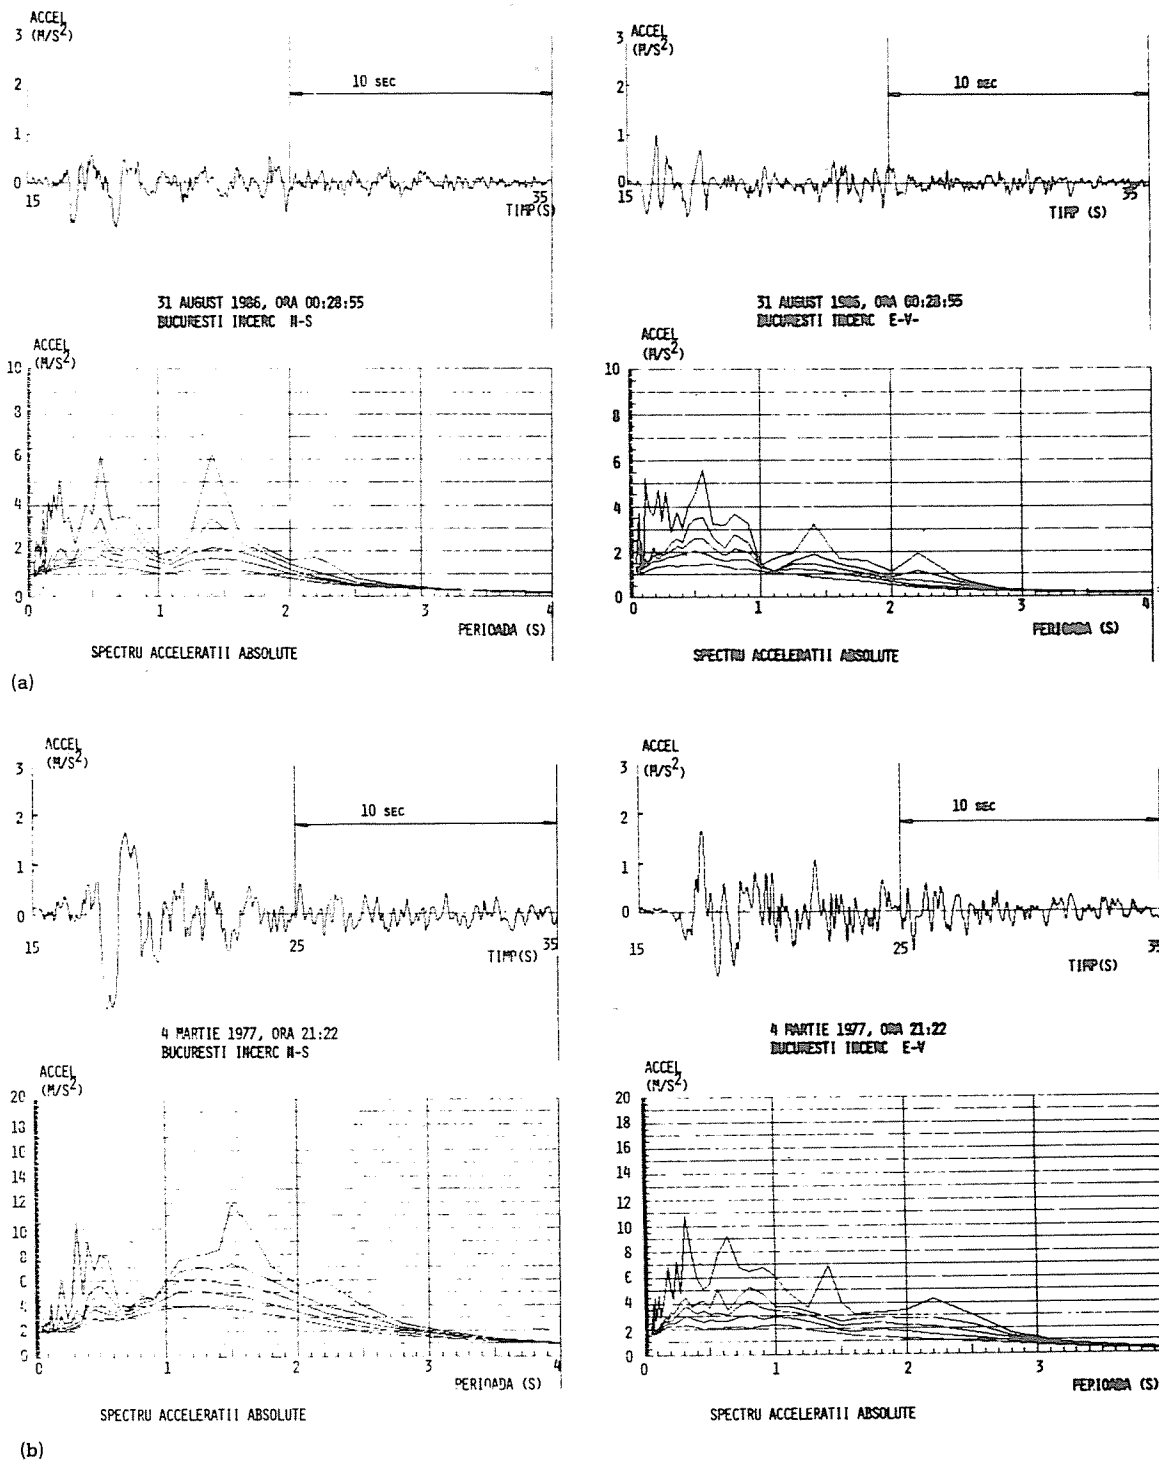 ACCEL
(M/S²)
3
2
1
0
10 SEC
15
35
TIMP(S)
31 AUGUST 1986, ORA 00:28:55
BUCURESTI INCERC N-S
ACCEL
(M/S²)
10
8
6
4
2
0
0 1 2 3 4
PERIOADA (S)
SPECTRU ACCELERATII ABSOLUTE
ACCEL
(M/S²)
3
2
1
0
10 SEC
15
35
TIMP (S)
31 AUGUST 1986, ORA 00:28:55
BUCURESTI INCERC E-V-
ACCEL
(M/S²)
10
8
6
4
2
0
0 1 2 3 4
PERIOADA (S)
SPECTRU ACCELERATII ABSOLUTE
(a)
ACCEL
(M/S²)
3
2
1
0
10 SEC
15 25 35
TIMP(S)
4 MARTIE 1977, ORA 21:22
BUCURESTI INCERC N-S
ACCEL
(M/S²)
20
18
16
14
12
10
8
6
4
2
0
0 1 2 3 4
PERIOADA (S)
SPECTRU ACCELERATII ABSOLUTE
ACCEL
(M/S²)
3
2
1
0
10 SEC
15 25 35
TIMP(S)
4 MARTIE 1977, ORA 21:22
BUCURESTI INCERC E-V
ACCEL
(M/S²)
20
18
16
14
12
10
8
6
4
2
0
0 1 2 3
PERIOADA (S)
SPECTRU ACCELERATII ABSOLUTE
(b)